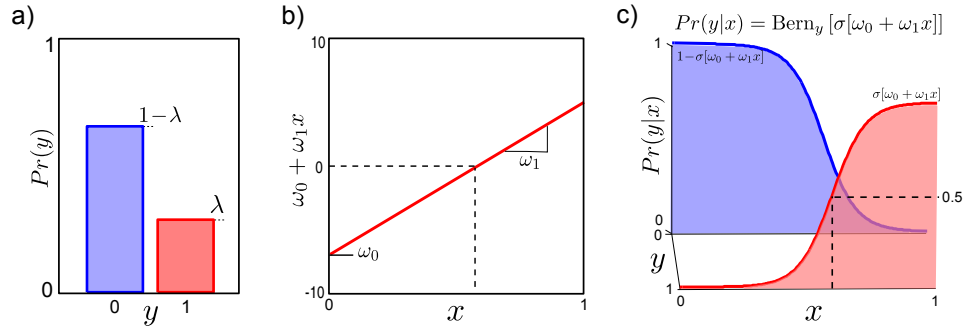 a)
1
Pr(y)
0
1−λ
λ
0
1
y
b)
10
ω₀ + ω₁x
0
-10
ω₁
ω₀
0
1
x
c)
Pr(y|x) = Bern_y [σ[ω₀ + ω₁x]]
1
1−σ[ω₀ + ω₁x]
σ[ω₀ + ω₁x]
Pr(y|x)
0.5
0
0
y
1
0
1
x